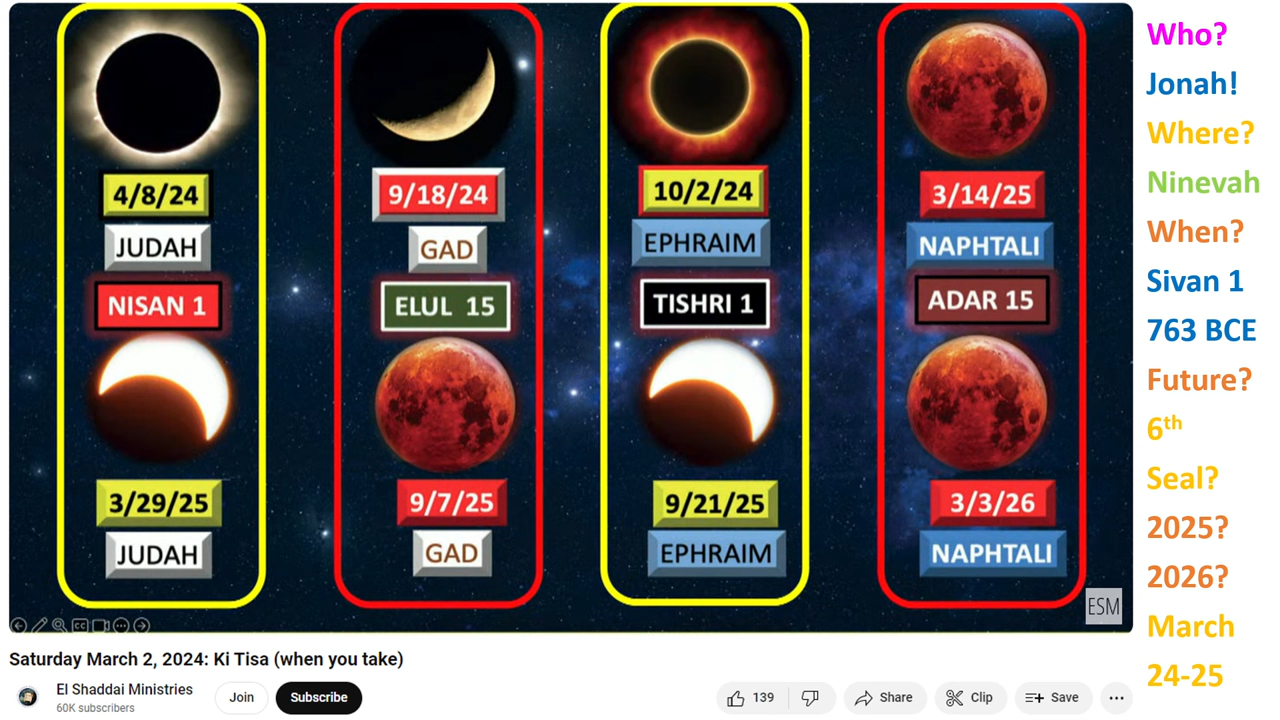 4/8/24
JUDAH
NISAN 1
3/29/25
JUDAH
9/18/24
GAD
ELUL 15
9/7/25
GAD
10/2/24
EPHRAIM
TISHRI 1
9/21/25
EPHRAIM
3/14/25
NAPHTALI
ADAR 15
3/3/26
NAPHTALI
ESM
CC
Who?
Jonah!
Where?
Ninevah
When?
Sivan 1
763 BCE
Future?
6th
Seal?
2025?
2026?
March
24-25
Saturday March 2, 2024: Ki Tisa (when you take)
El Shaddai Ministries
60K subscribers
Join
Subscribe
139
Share
Clip
Save